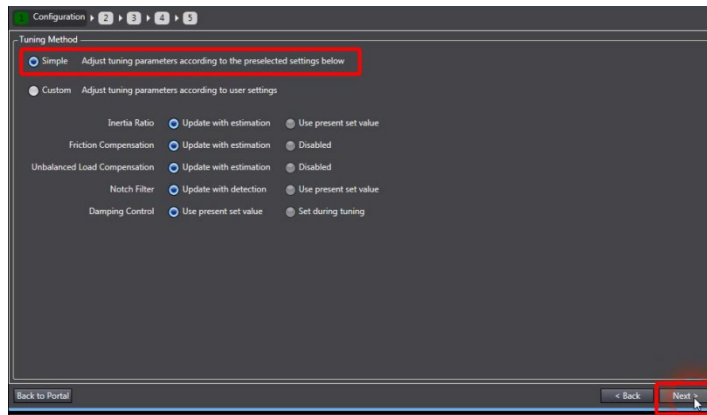 1 Configuration 2 3 4 5
Tuning Method
Simple Adjust tuning parameters according to the preselected settings below
Custom Adjust tuning parameters according to user settings
Inertia Ratio Update with estimation Use present set value
Friction Compensation Update with estimation Disabled
Unbalanced Load Compensation Update with estimation Disabled
Notch Filter Update with detection Use present set value
Damping Control Use present set value Set during tuning
Back to Portal < Back Next >